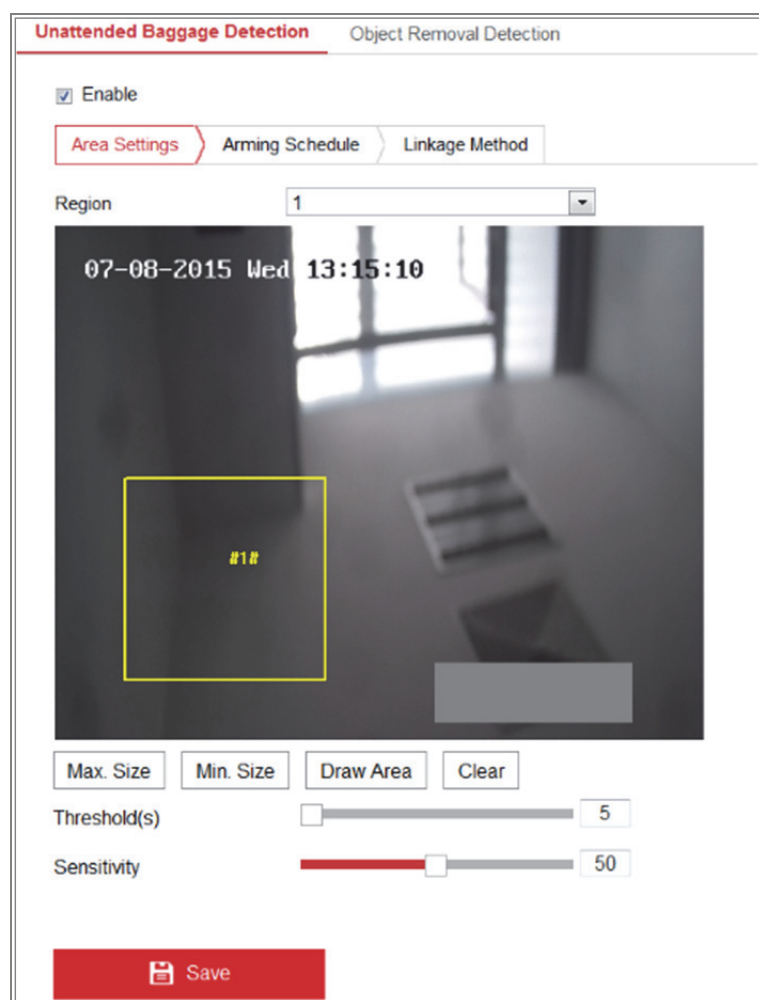 Unattended Baggage Detection Object Removal Detection
Enable
Area Settings Arming Schedule Linkage Method
Region 1
07-08-2015 Wed 13:15:10
#1#
Max. Size Min. Size Draw Area Clear
Threshold(s) 5
Sensitivity 50
Save